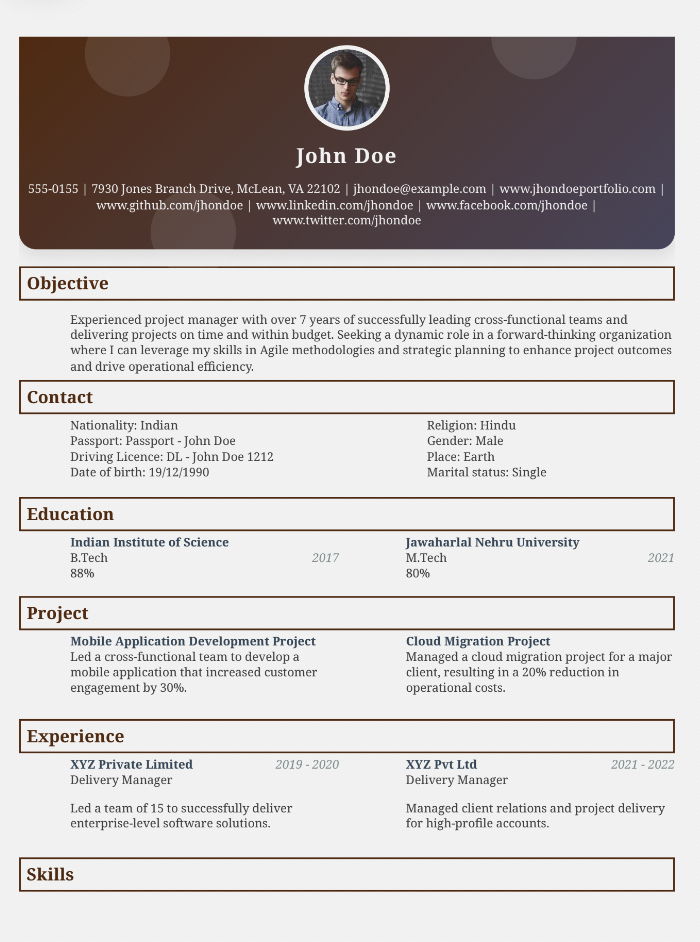 John Doe
555-0155 | 7930 Jones Branch Drive, McLean, VA 22102 | jhondoe@example.com | www.jhondoeportfolio.com |
www.github.com/jhondoe | www.linkedin.com/jhondoe | www.facebook.com/jhondoe |
www.twitter.com/jhondoe
Objective
Experienced project manager with over 7 years of successfully leading cross-functional teams and
delivering projects on time and within budget. Seeking a dynamic role in a forward-thinking organization
where I can leverage my skills in Agile methodologies and strategic planning to enhance project outcomes
and drive operational efficiency.
Contact
Nationality: Indian
Passport: Passport - John Doe
Driving Licence: DL - John Doe 1212
Date of birth: 19/12/1990
Religion: Hindu
Gender: Male
Place: Earth
Marital status: Single
Education
Indian Institute of Science
B.Tech 2017
88%
Jawaharlal Nehru University
M.Tech 2021
80%
Project
Mobile Application Development Project
Led a cross-functional team to develop a
mobile application that increased customer
engagement by 30%.
Cloud Migration Project
Managed a cloud migration project for a major
client, resulting in a 20% reduction in
operational costs.
Experience
XYZ Private Limited 2019 - 2020
Delivery Manager
Led a team of 15 to successfully deliver
enterprise-level software solutions.
XYZ Pvt Ltd 2021 - 2022
Delivery Manager
Managed client relations and project delivery
for high-profile accounts.
Skills